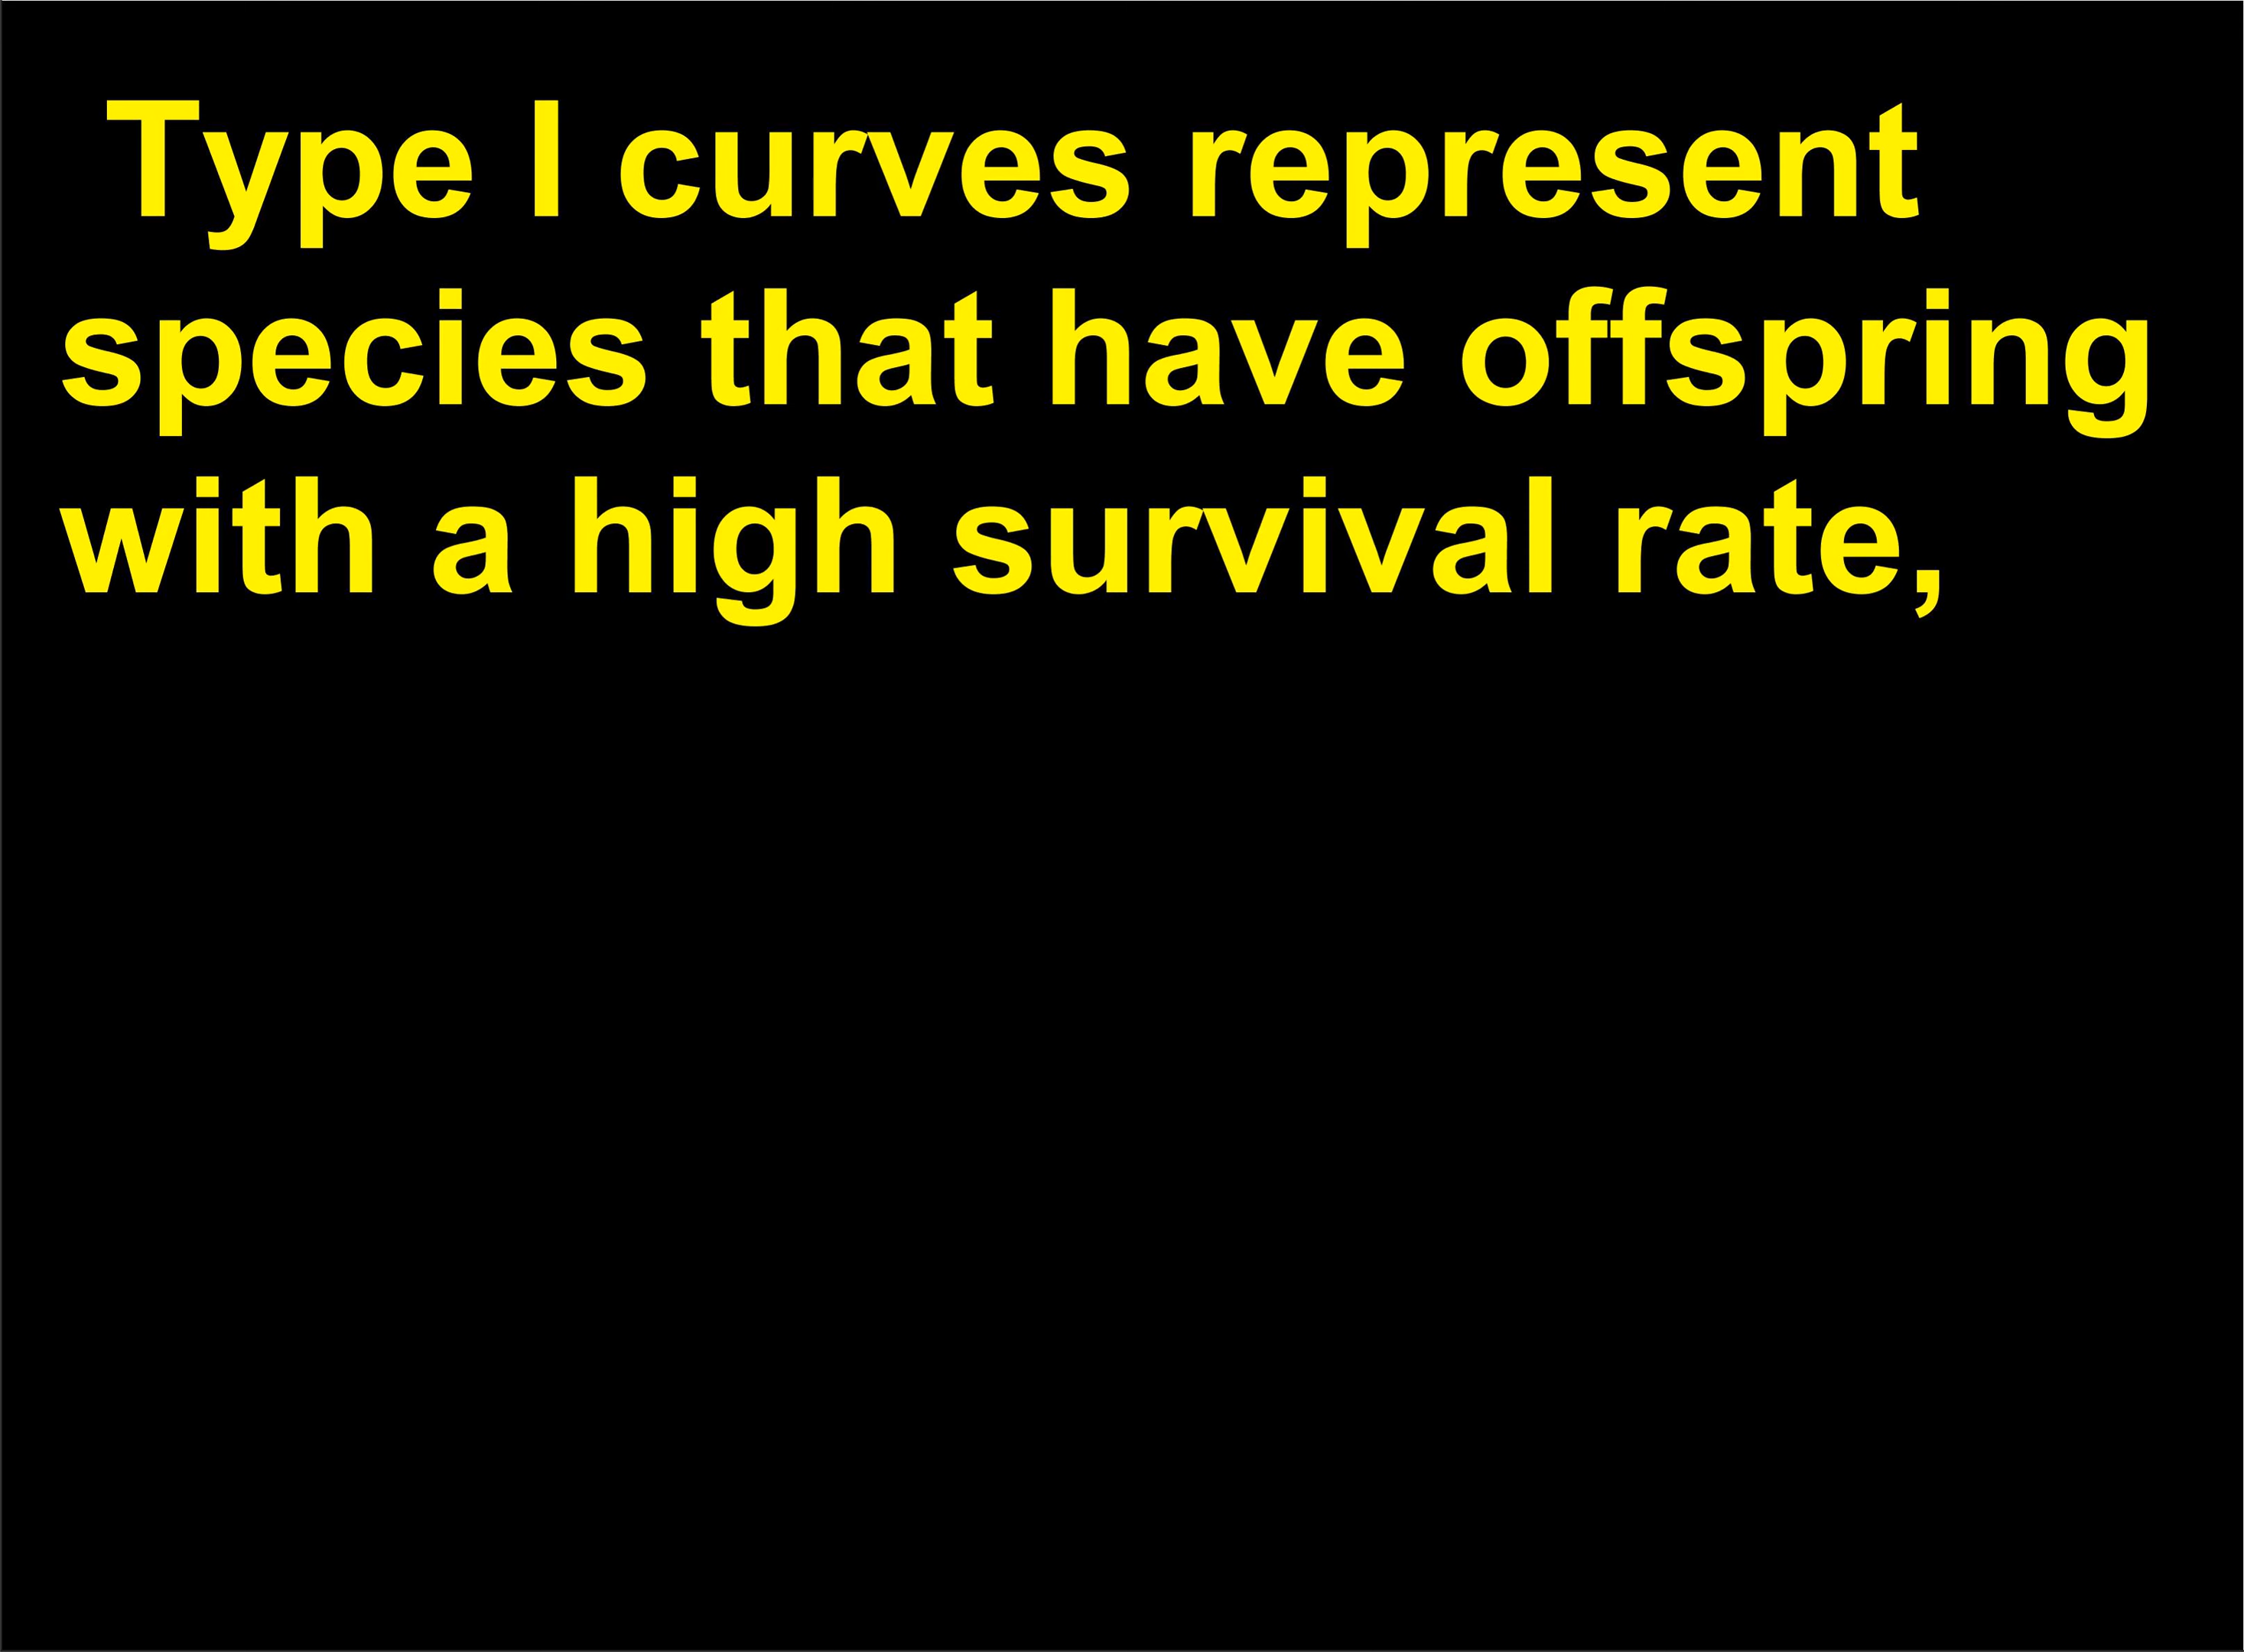 Type I curves represent
species that have offspring
with a high survival rate,